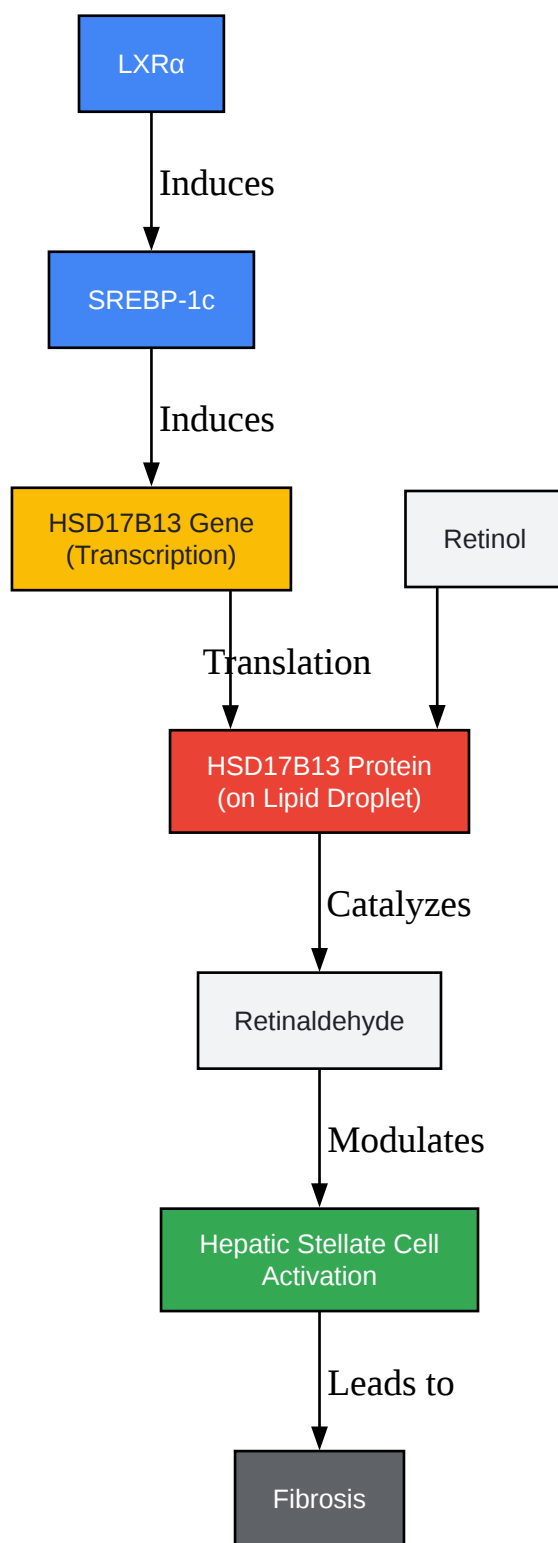 LXRα
Induces
SREBP-1c
Induces
HSD17B13 Gene
(Transcription)
Retinol
Translation
HSD17B13 Protein
(on Lipid Droplet)
Catalyzes
Retinaldehyde
Modulates
Hepatic Stellate Cell
Activation
Leads to
Fibrosis